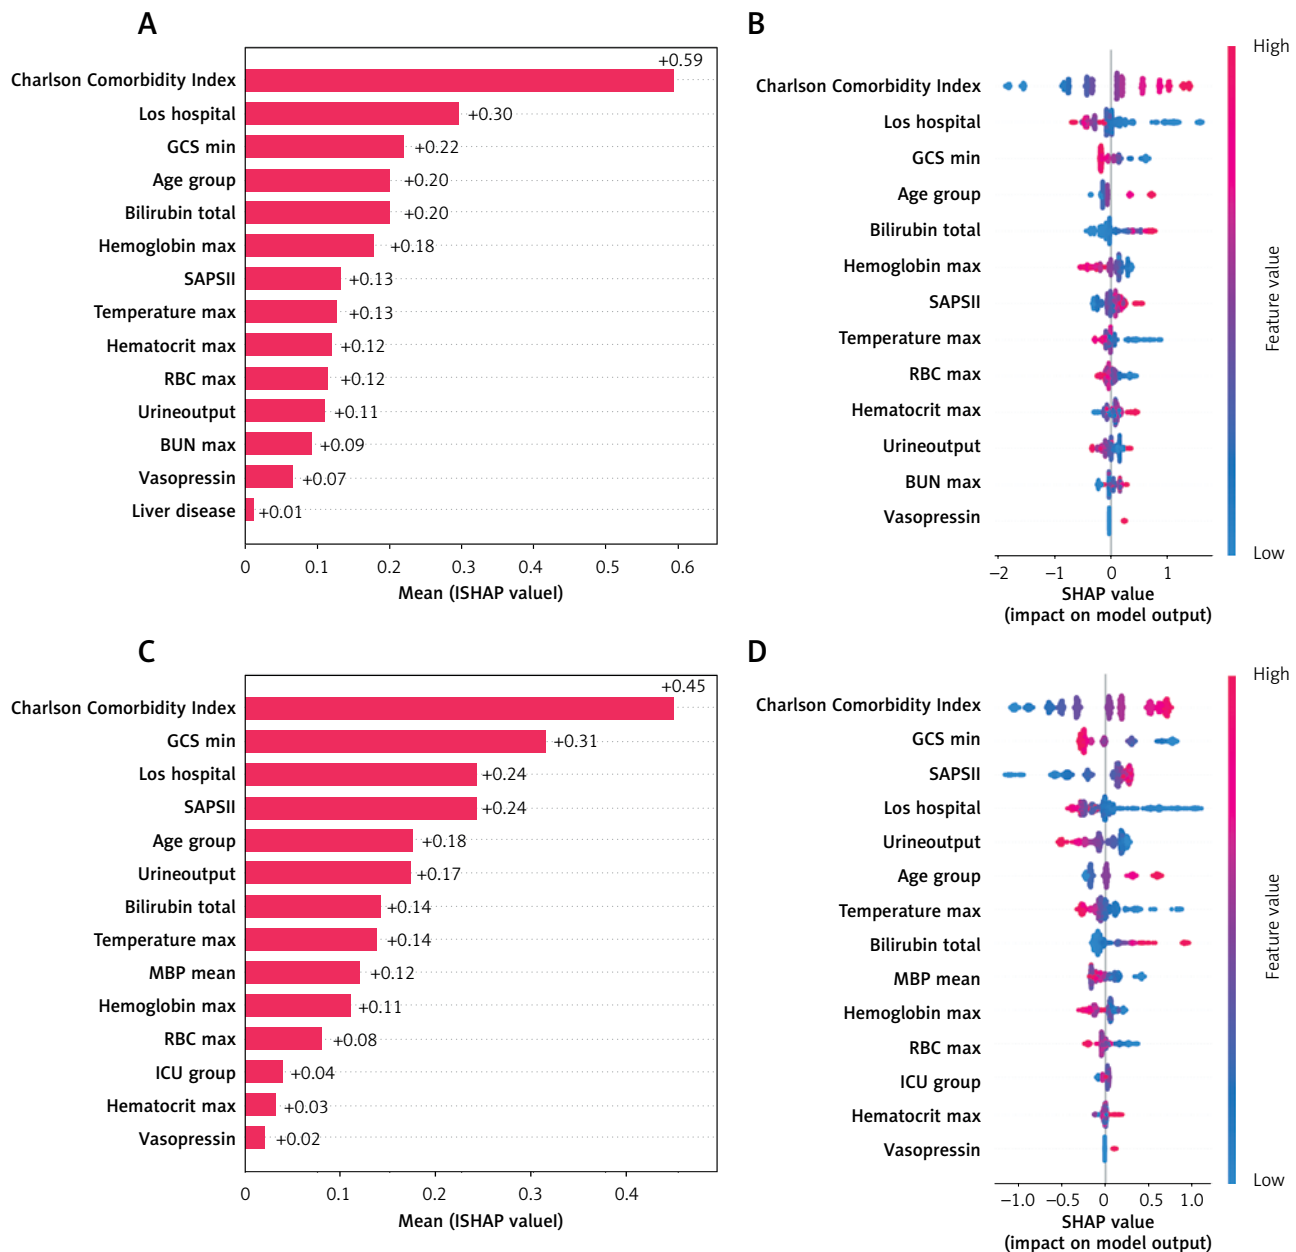 A
Charlson Comorbidity Index +0.59
Los hospital +0.30
GCS min +0.22
Age group +0.20
Bilirubin total +0.20
Hemoglobin max +0.18
SAPSII +0.13
Temperature max +0.13
Hematocrit max +0.12
RBC max +0.12
Urineoutput +0.11
BUN max +0.09
Vasopressin +0.07
Liver disease +0.01
0 0.1 0.2 0.3 0.4 0.5 0.6
Mean (ISHAP valueI)
B
Charlson Comorbidity Index
Los hospital
GCS min
Age group
Bilirubin total
Hemoglobin max
SAPSII
Temperature max
RBC max
Hematocrit max
Urineoutput
BUN max
Vasopressin
−2 −1 0 1
SHAP value
(impact on model output)
High
Feature value
Low
C
Charlson Comorbidity Index +0.45
GCS min +0.31
Los hospital +0.24
SAPSII +0.24
Age group +0.18
Urineoutput +0.17
Bilirubin total +0.14
Temperature max +0.14
MBP mean +0.12
Hemoglobin max +0.11
RBC max +0.08
ICU group +0.04
Hematocrit max +0.03
Vasopressin +0.02
0 0.1 0.2 0.3 0.4
Mean (ISHAP valueI)
D
Charlson Comorbidity Index
GCS min
SAPSII
Los hospital
Urineoutput
Age group
Temperature max
Bilirubin total
MBP mean
Hemoglobin max
RBC max
ICU group
Hematocrit max
Vasopressin
−1.0 −0.5 0 0.5 1.0
SHAP value
(impact on model output)
High
Feature value
Low